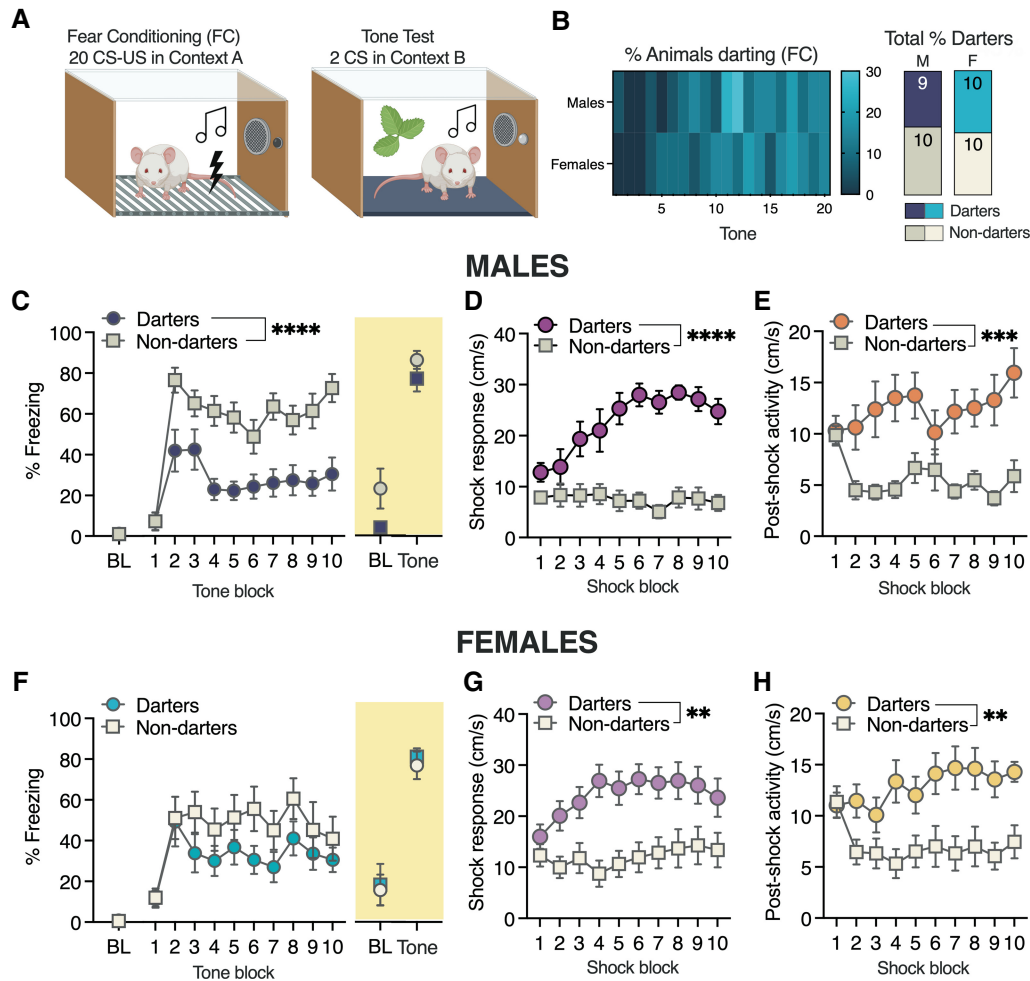 A
Fear Conditioning (FC)
20 CS-US in Context A
Tone Test
2 CS in Context B
B
% Animals darting (FC)
Males
Females
5
10
15
20
Tone
30
20
10
0
Total % Darters
M
F
9
10
10
10
Darters
Non-darters
MALES
C
Darters
Non-darters
****
% Freezing
100
80
60
40
20
0
BL
1
2
3
4
5
6
7
8
9
10
Tone block
BL
Tone
D
Darters
Non-darters
****
Shock response (cm/s)
40
30
20
10
0
1
2
3
4
5
6
7
8
9
10
Shock block
E
Darters
Non-darters
***
Post-shock activity (cm/s)
20
15
10
5
0
1
2
3
4
5
6
7
8
9
10
Shock block
FEMALES
F
Darters
Non-darters
% Freezing
100
80
60
40
20
0
BL
1
2
3
4
5
6
7
8
9
10
Tone block
BL
Tone
G
Darters
Non-darters
**
Shock response (cm/s)
40
30
20
10
0
1
2
3
4
5
6
7
8
9
10
Shock block
H
Darters
Non-darters
**
Post-shock activity (cm/s)
20
15
10
5
0
1
2
3
4
5
6
7
8
9
10
Shock block